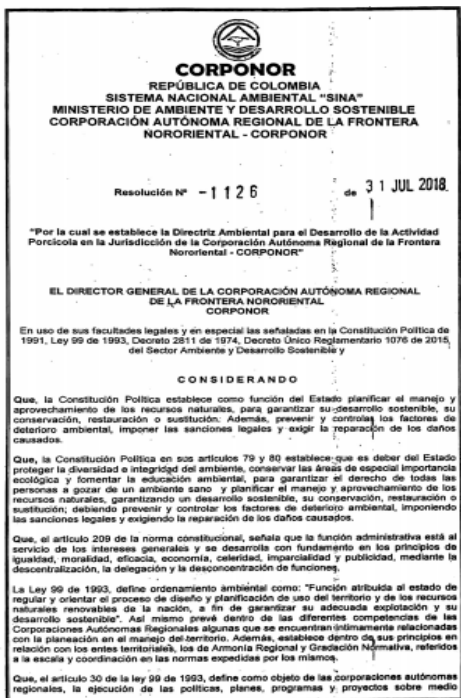 CORPONOR
REPÚBLICA DE COLOMBIA
SISTEMA NACIONAL AMBIENTAL "SINA"
MINISTERIO DE AMBIENTE Y DESARROLLO SOSTENIBLE
CORPORACIÓN AUTÓNOMA REGIONAL DE LA FRONTERA
NORORIENTAL - CORPONOR
Resolución Nº -1126 de 31 JUL 2018
"Por la cual se establece la Directriz Ambiental para el Desarrollo de la Actividad
Porcicola en la Jurisdicción de la Corporación Autónoma Regional de la Frontera
Nororiental - CORPONOR"
EL DIRECTOR GENERAL DE LA CORPORACIÓN AUTÓNOMA REGIONAL
DE LA FRONTERA NORORIENTAL
CORPONOR
En uso de sus facultades legales y en especial las señaladas en la Constitución Política de
1991, Ley 99 de 1993, Decreto 2811 de 1974, Decreto Único Reglamentario 1076 de 2015
del Sector Ambiente y Desarrollo Sostenible y
CONSIDERANDO
Que, la Constitución Política establece como función del Estado planificar el manejo y
aprovechamiento de los recursos naturales, para garantizar su desarrollo sostenible, su
conservación, restauración o sustitución; Además, prevenir y controlas los factores de
deterioro ambiental, imponer las sanciones legales y exigir la reparación de los daños
causados.
Que, la Constitución Política en sus artículos 79 y 80 establece que es deber del Estado
proteger la diversidad e integridad del ambiente, conservar las áreas de especial importancia
ecológica y fomentar la educación ambiental, para garantizar el derecho de todas las
personas a gozar de un ambiente sano y planificar el manejo y aprovechamiento de los
recursos naturales, garantizando un desarrollo sostenible, su conservación, restauración o
sustitución; debiendo prevenir y controlar los factores de deterioro ambiental, imponiendo
las sanciones legales y exigiendo la reparación de los daños causados.
Que, el artículo 209 de la norma constitucional, señala que la función administrativa está al
servicio de los intereses generales y se desarrolla con fundamento en los principios de
igualdad, moralidad, eficacia, economía, celeridad, imparcialidad y publicidad, mediante la
descentralización, la delegación y la desconcentración de funciones.
La Ley 99 de 1993, define ordenamiento ambiental como: "Función atribuida al estado de
regular y orientar el proceso de diseño y planificación de uso del territorio y de los recursos
naturales renovables de la nación, a fin de garantizar su adecuada explotación y su
desarrollo sostenible". Así mismo prevé dentro de las diferentes competencias de las
Corporaciones Autónomas Regionales algunas que se encuentran íntimamente relacionadas
con la planeación en el manejo del territorio. Además, establece dentro de sus principios en
relación con los entes territoriales, los de Armonía Regional y Gradación Normativa, referidos
a la escala y coordinación en las normas expedidas por los mismos.
Que, el artículo 30 de la ley 99 de 1993, define como objeto de las corporaciones autónomas
regionales, la ejecución de las políticas, planes, programas y proyectos sobre medio